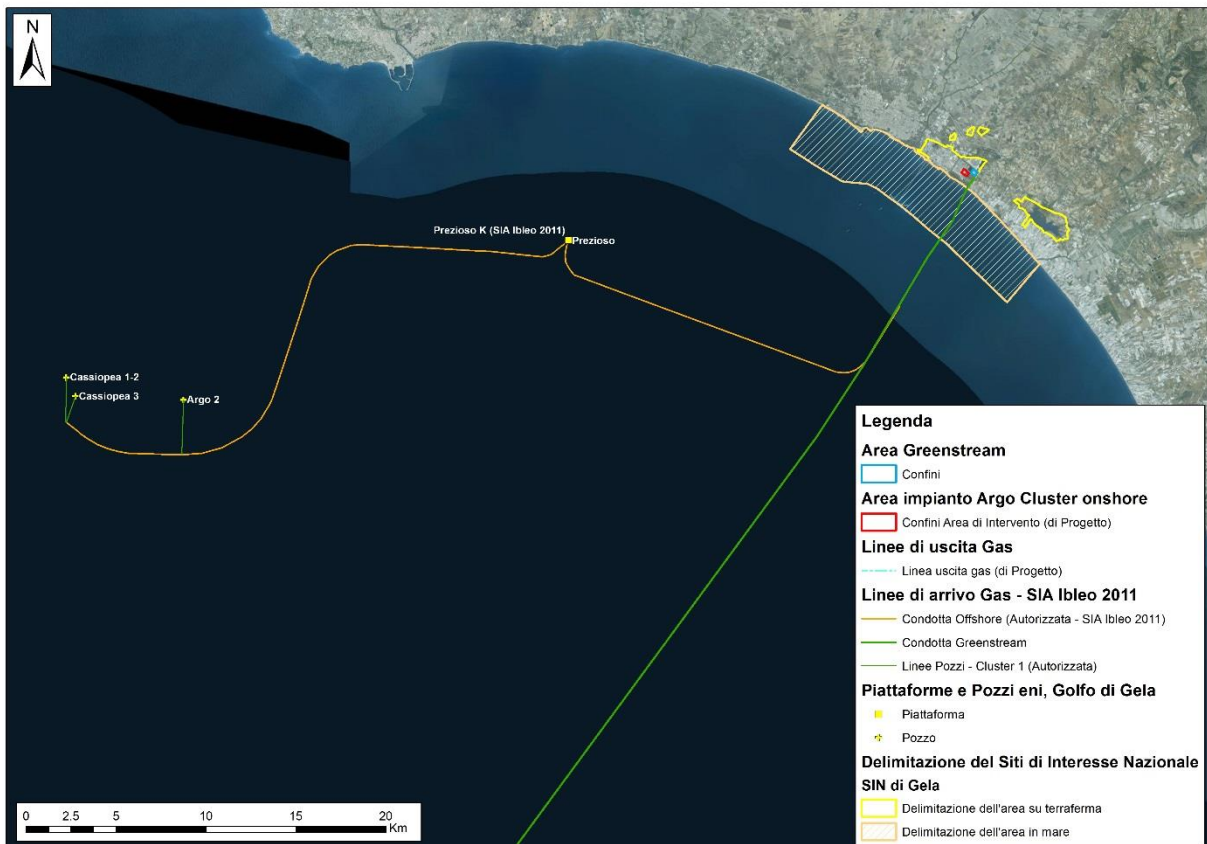 N
Prezioso K (SIA Ibleo 2011)
Prezioso
Cassiopea 1-2
Cassiopea 3
Argo 2
Legenda
Area Greenstream
Confini
Area impianto Argo Cluster onshore
Confini Area di Intervento (di Progetto)
Linee di uscita Gas
Linea uscita gas (di Progetto)
Linee di arrivo Gas - SIA Ibleo 2011
Condotta Offshore (Autorizzata - SIA Ibleo 2011)
Condotta Greenstream
Linee Pozzi - Cluster 1 (Autorizzata)
Piattaforme e Pozzi eni, Golfo di Gela
Piattaforma
Pozzo
Delimitazione del Siti di Interesse Nazionale
SIN di Gela
Delimitazione dell'area su terraferma
Delimitazione dell'area in mare
0 2.5 5 10 15 20
Km